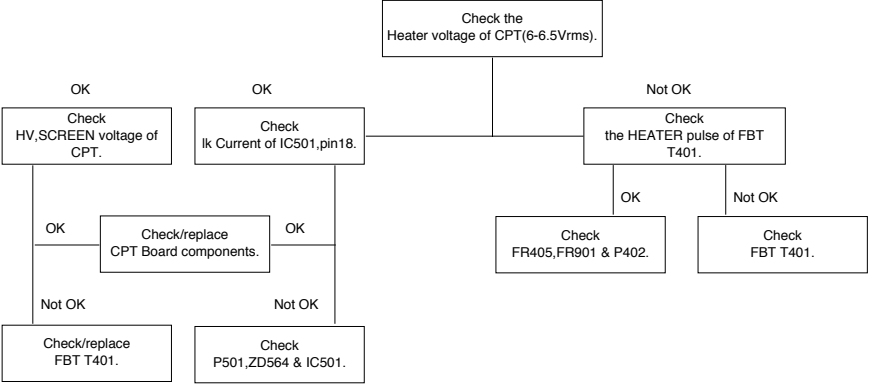 Check the
Heater voltage of CPT(6-6.5Vrms).
OK
OK
Not OK
Check
HV,SCREEN voltage of
CPT.
Check
Ik Current of IC501,pin18.
Check
the HEATER pulse of FBT
T401.
OK
Not OK
OK
Check/replace
CPT Board components.
OK
Check
FR405,FR901 & P402.
Check
FBT T401.
Not OK
Not OK
Check/replace
FBT T401.
Check
P501,ZD564 & IC501.